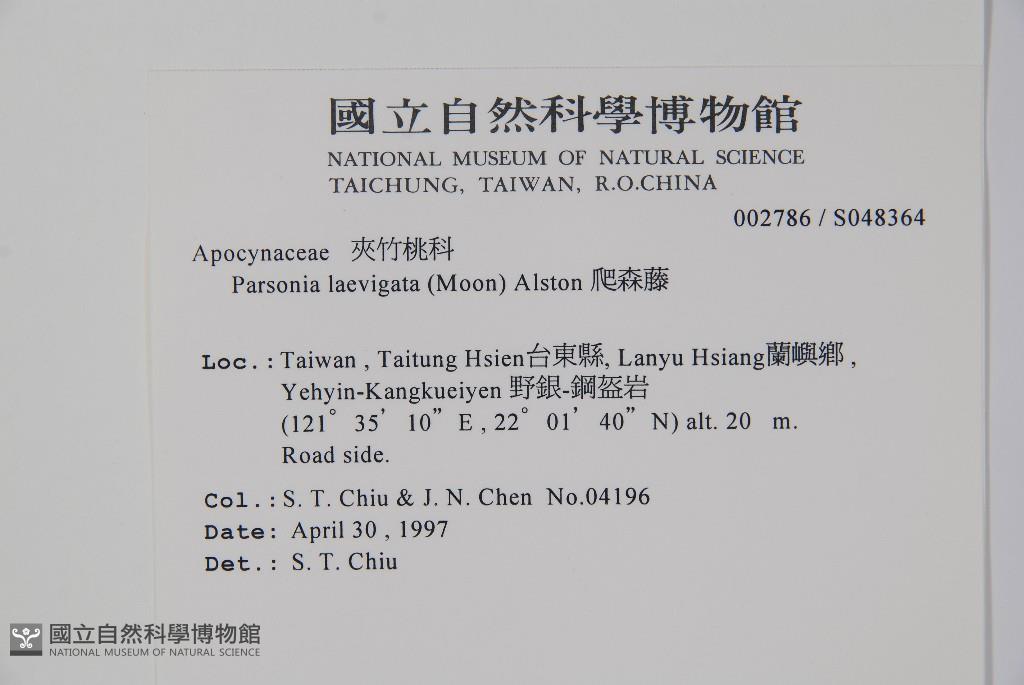 國立自然科學博物館
NATIONAL MUSEUM OF NATURAL SCIENCE
TAICHUNG, TAIWAN, R.O.CHINA
002786 / S048364
Apocynaceae 夾竹桃科
Parsonia laevigata (Moon) Alston 爬森藤
Loc.: Taiwan , Taitung Hsien台東縣, Lanyu Hsiang蘭嶼鄉 ,
Yehyin-Kangkueiyen 野銀-鋼盔岩
(121° 35’ 10” E , 22° 01’ 40” N) alt. 20 m.
Road side.
Col.: S. T. Chiu & J. N. Chen No.04196
Date: April 30 , 1997
Det.: S. T. Chiu
國立自然科學博物館
NATIONAL MUSEUM OF NATURAL SCIENCE